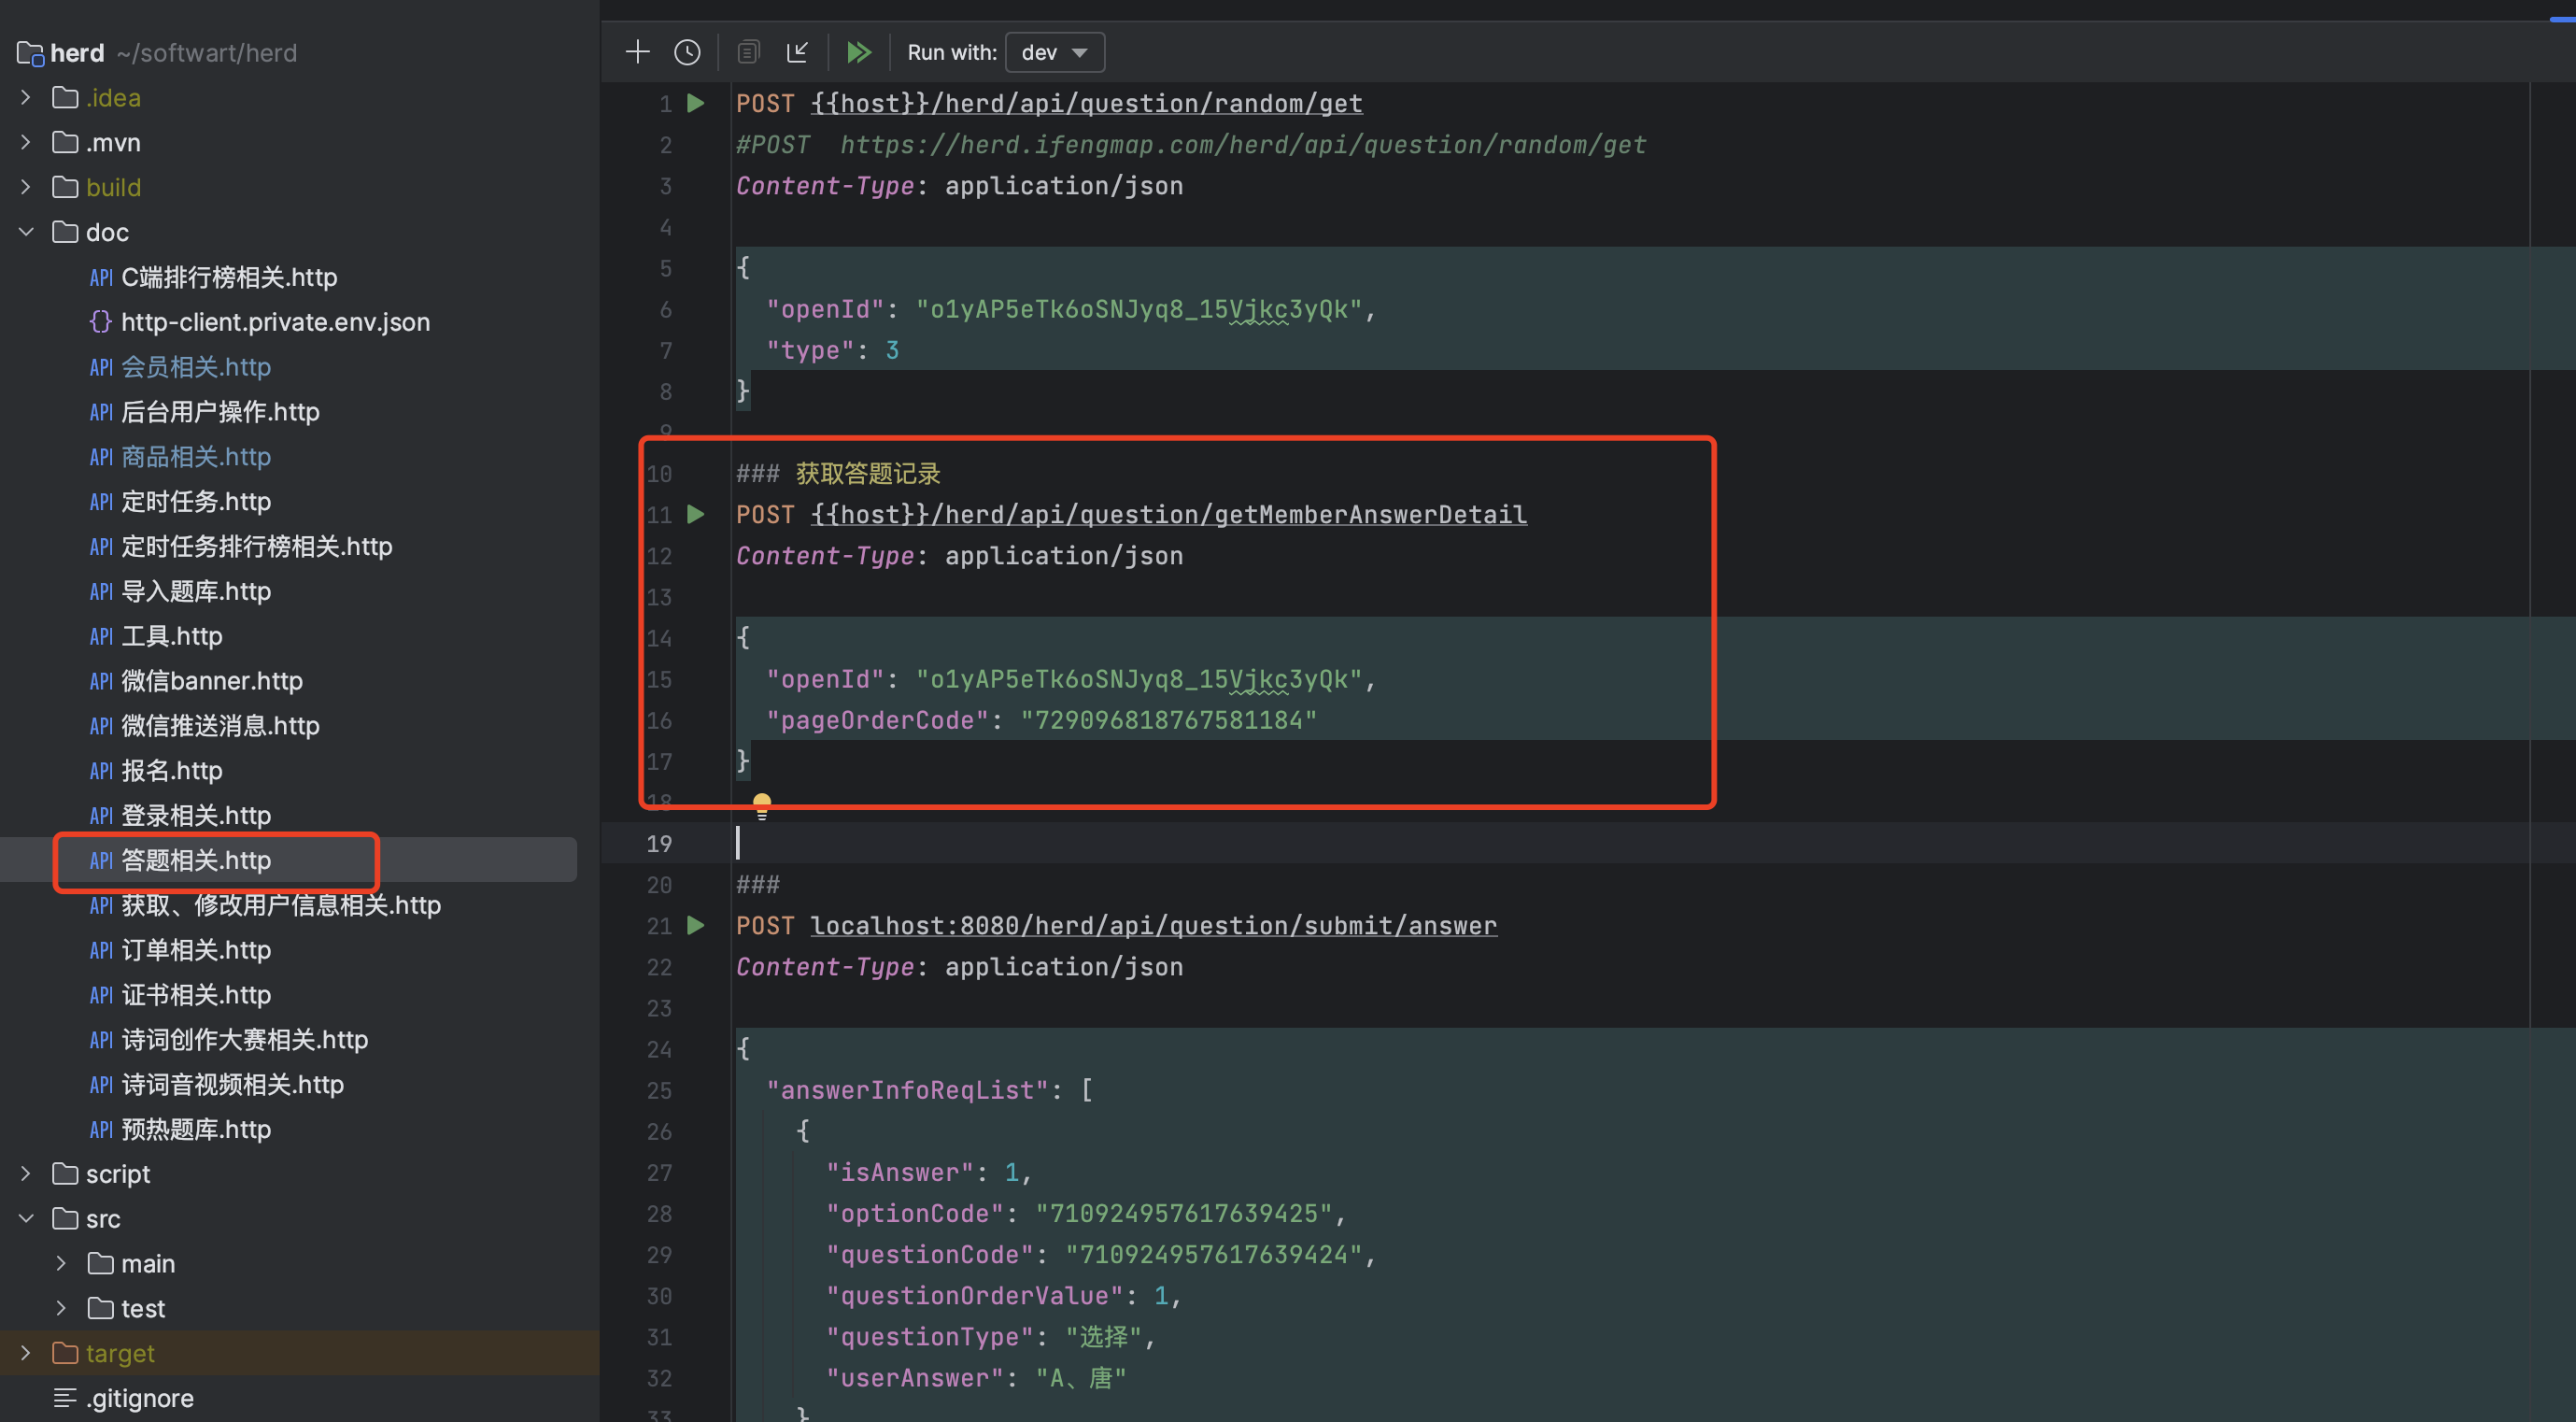 herd ~/softwart/herd
.idea
.mvn
build
doc
API C端排行榜相关.http
{} http-client.private.env.json
API 会员相关.http
API 后台用户操作.http
API 商品相关.http
API 定时任务.http
API 定时任务排行榜相关.http
API 导入题库.http
API 工具.http
API 微信banner.http
API 微信推送消息.http
API 报名.http
API 登录相关.http
API 答题相关.http
API 获取、修改用户信息相关.http
API 订单相关.http
API 证书相关.http
API 诗词创作大赛相关.http
API 诗词音视频相关.http
API 预热题库.http
script
src
main
test
target
.gitignore
Run with: dev
1 POST {{host}}/herd/api/question/random/get
2 #POST  https://herd.ifengmap.com/herd/api/question/random/get
3 Content-Type: application/json
4
5 {
6   "openId": "o1yAP5eTk6oSNJyq8_15Vjkc3yQk",
7   "type": 3
8 }
9
10 ### 获取答题记录
11 POST {{host}}/herd/api/question/getMemberAnswerDetail
12 Content-Type: application/json
13
14 {
15   "openId": "o1yAP5eTk6oSNJyq8_15Vjkc3yQk",
16   "pageOrderCode": "729096818767581184"
17 }
18
19
20 ###
21 POST localhost:8080/herd/api/question/submit/answer
22 Content-Type: application/json
23
24 {
25   "answerInfoReqList": [
26     {
27       "isAnswer": 1,
28       "optionCode": "710924957617639425",
29       "questionCode": "710924957617639424",
30       "questionOrderValue": 1,
31       "questionType": "选择",
32       "userAnswer": "A、唐"
33     }